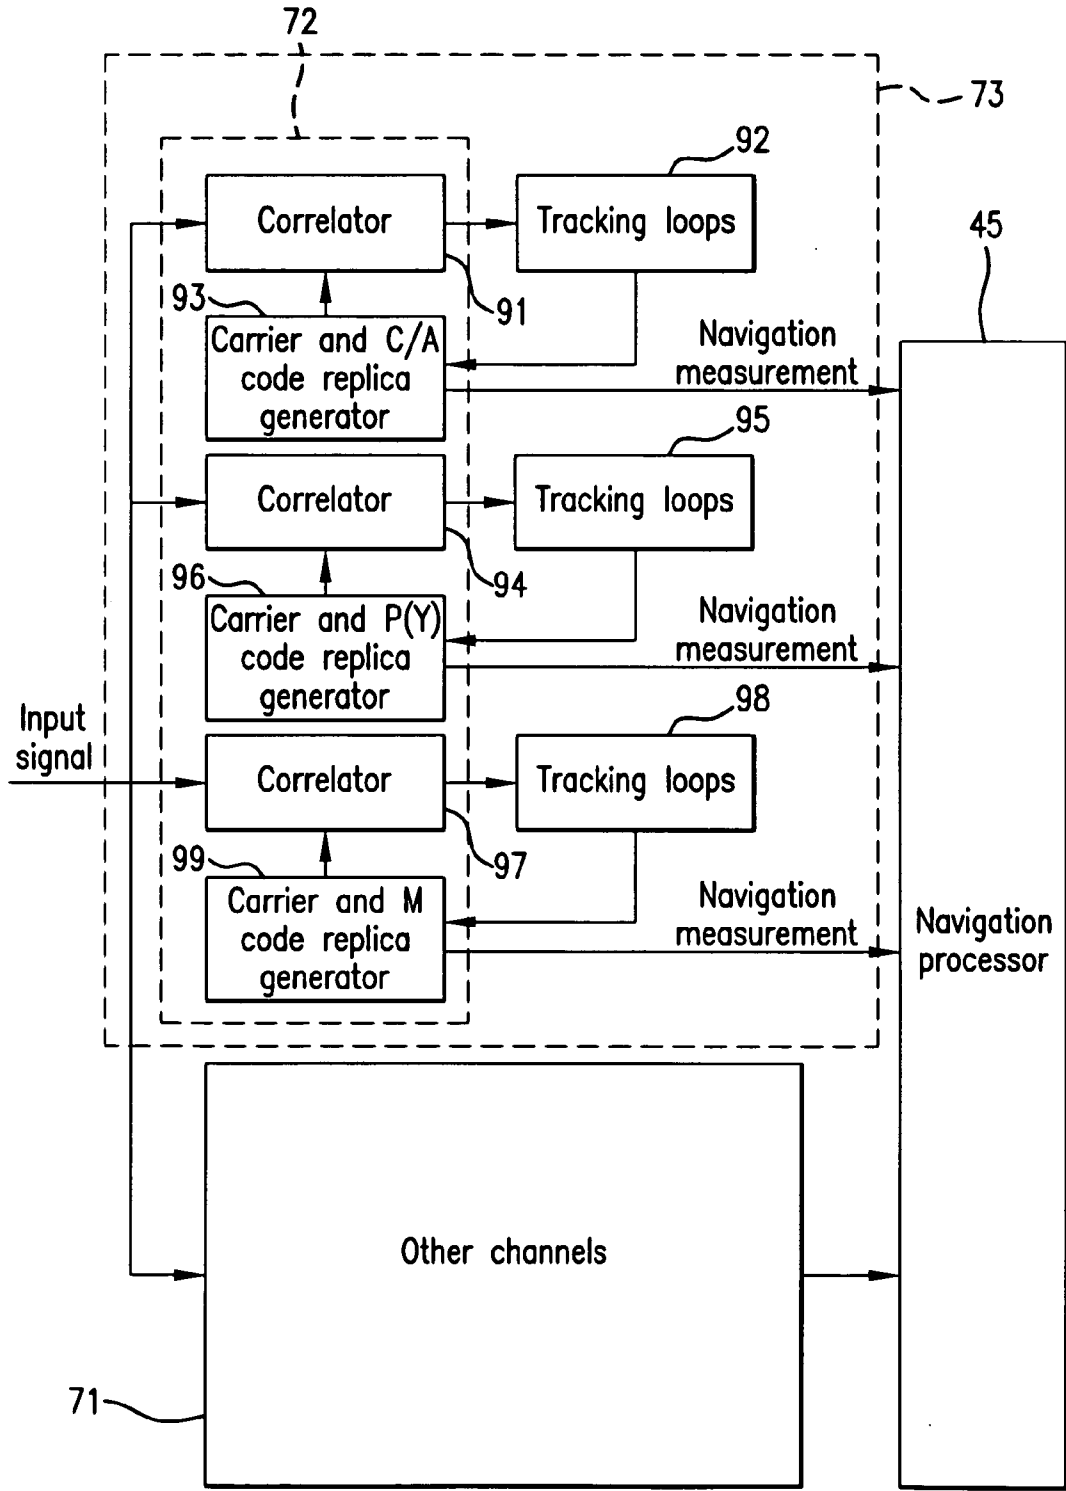 72
73
92
Correlator
Tracking loops
45
93
91
Carrier and C/A
code replica
generator
Navigation
measurement
95
Correlator
Tracking loops
96
94
Carrier and P(Y)
code replica
generator
Navigation
measurement
98
Input
signal
Correlator
Tracking loops
99
97
Carrier and M
code replica
generator
Navigation
measurement
Navigation
processor
Other channels
71